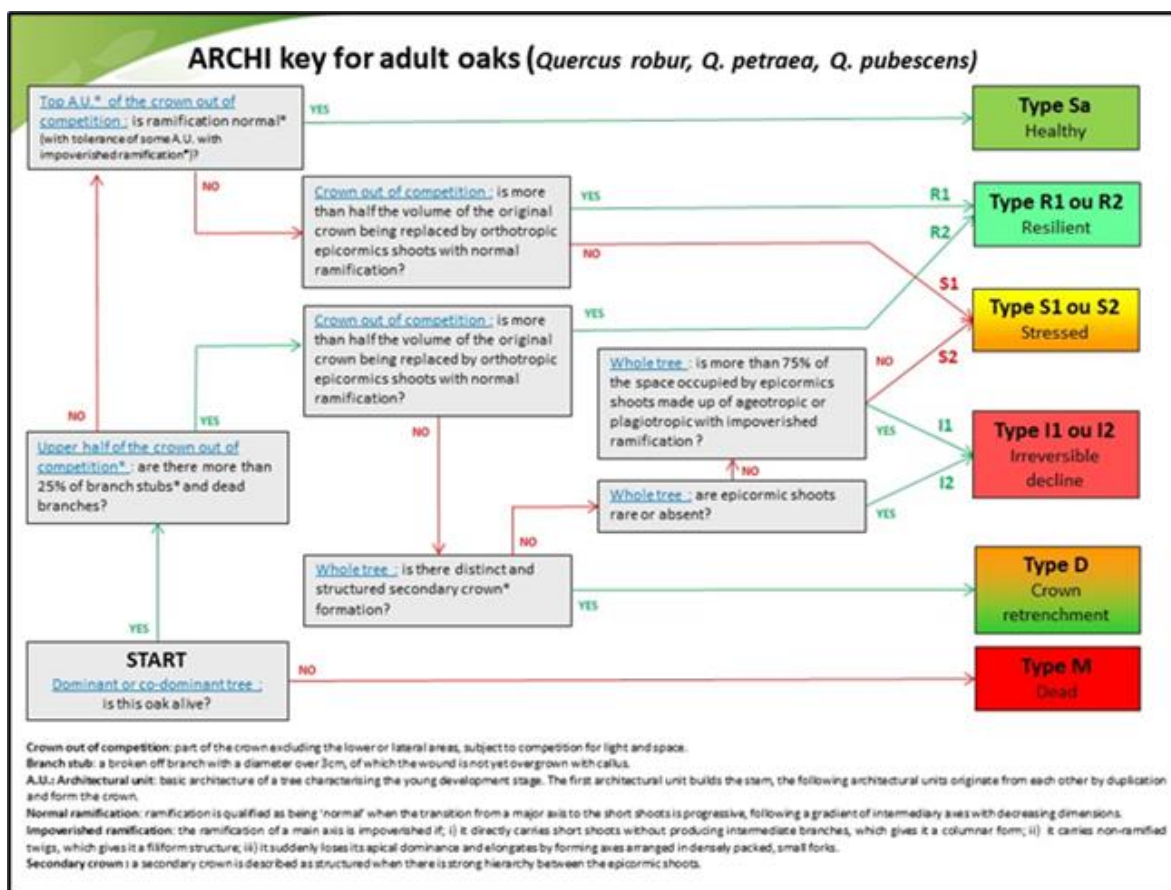 ARCHI key for adult oaks (Quercus robur, Q. petraea, Q. pubescens)
Top A.U.* of the crown out of
competition : is ramification normal*
(with tolerance of some A.U. with
impoverished ramification*)?
YES
Type Sa
Healthy
NO
Crown out of competition : is more
than half the volume of the original
crown being replaced by orthotropic
epicormics shoots with normal
ramification?
YES
R1
R2
NO
Type R1 ou R2
Resilient
S1
S2
Type S1 ou S2
Stressed
Crown out of competition : is more
than half the volume of the original
crown being replaced by orthotropic
epicormics shoots with normal
ramification?
YES
Whole tree : is more than 75% of
the space occupied by epicormics
shoots made up of ageotropic or
plagiotropic with impoverished
ramification ?
NO
YES
I1
I2
Type I1 ou I2
Irreversible
decline
NO
YES
Upper half of the crown out of
competition* : are there more than
25% of branch stubs* and dead
branches?
NO
NO
Whole tree : are epicormic shoots
rare or absent?
YES
NO
Whole tree : is there distinct and
structured secondary crown*
formation?
YES
Type D
Crown
retrenchment
YES
START
Dominant or co-dominant tree :
is this oak alive?
NO
Type M
Dead
Crown out of competition: part of the crown excluding the lower or lateral areas, subject to competition for light and space.
Branch stub: a broken off branch with a diameter over 3cm, of which the wound is not yet overgrown with callus.
A.U.: Architectural unit: basic architecture of a tree characterising the young development stage. The first architectural unit builds the stem, the following architectural units originate from each other by duplication
and form the crown.
Normal ramification: ramification is qualified as being 'normal' when the transition from a major axis to the short shoots is progressive, following a gradient of intermediary axes with decreasing dimensions.
Impoverished ramification: the ramification of a main axis is impoverished if; i) it directly carries short shoots without producing intermediate branches, which gives it a columnar form; ii) it carries non-ramified
twigs, which gives it a filiform structure; iii) it suddenly loses its apical dominance and elongates by forming axes arranged in densely packed, small forks.
Secondary crown : a secondary crown is described as structured when there is strong hierarchy between the epicormic shoots.